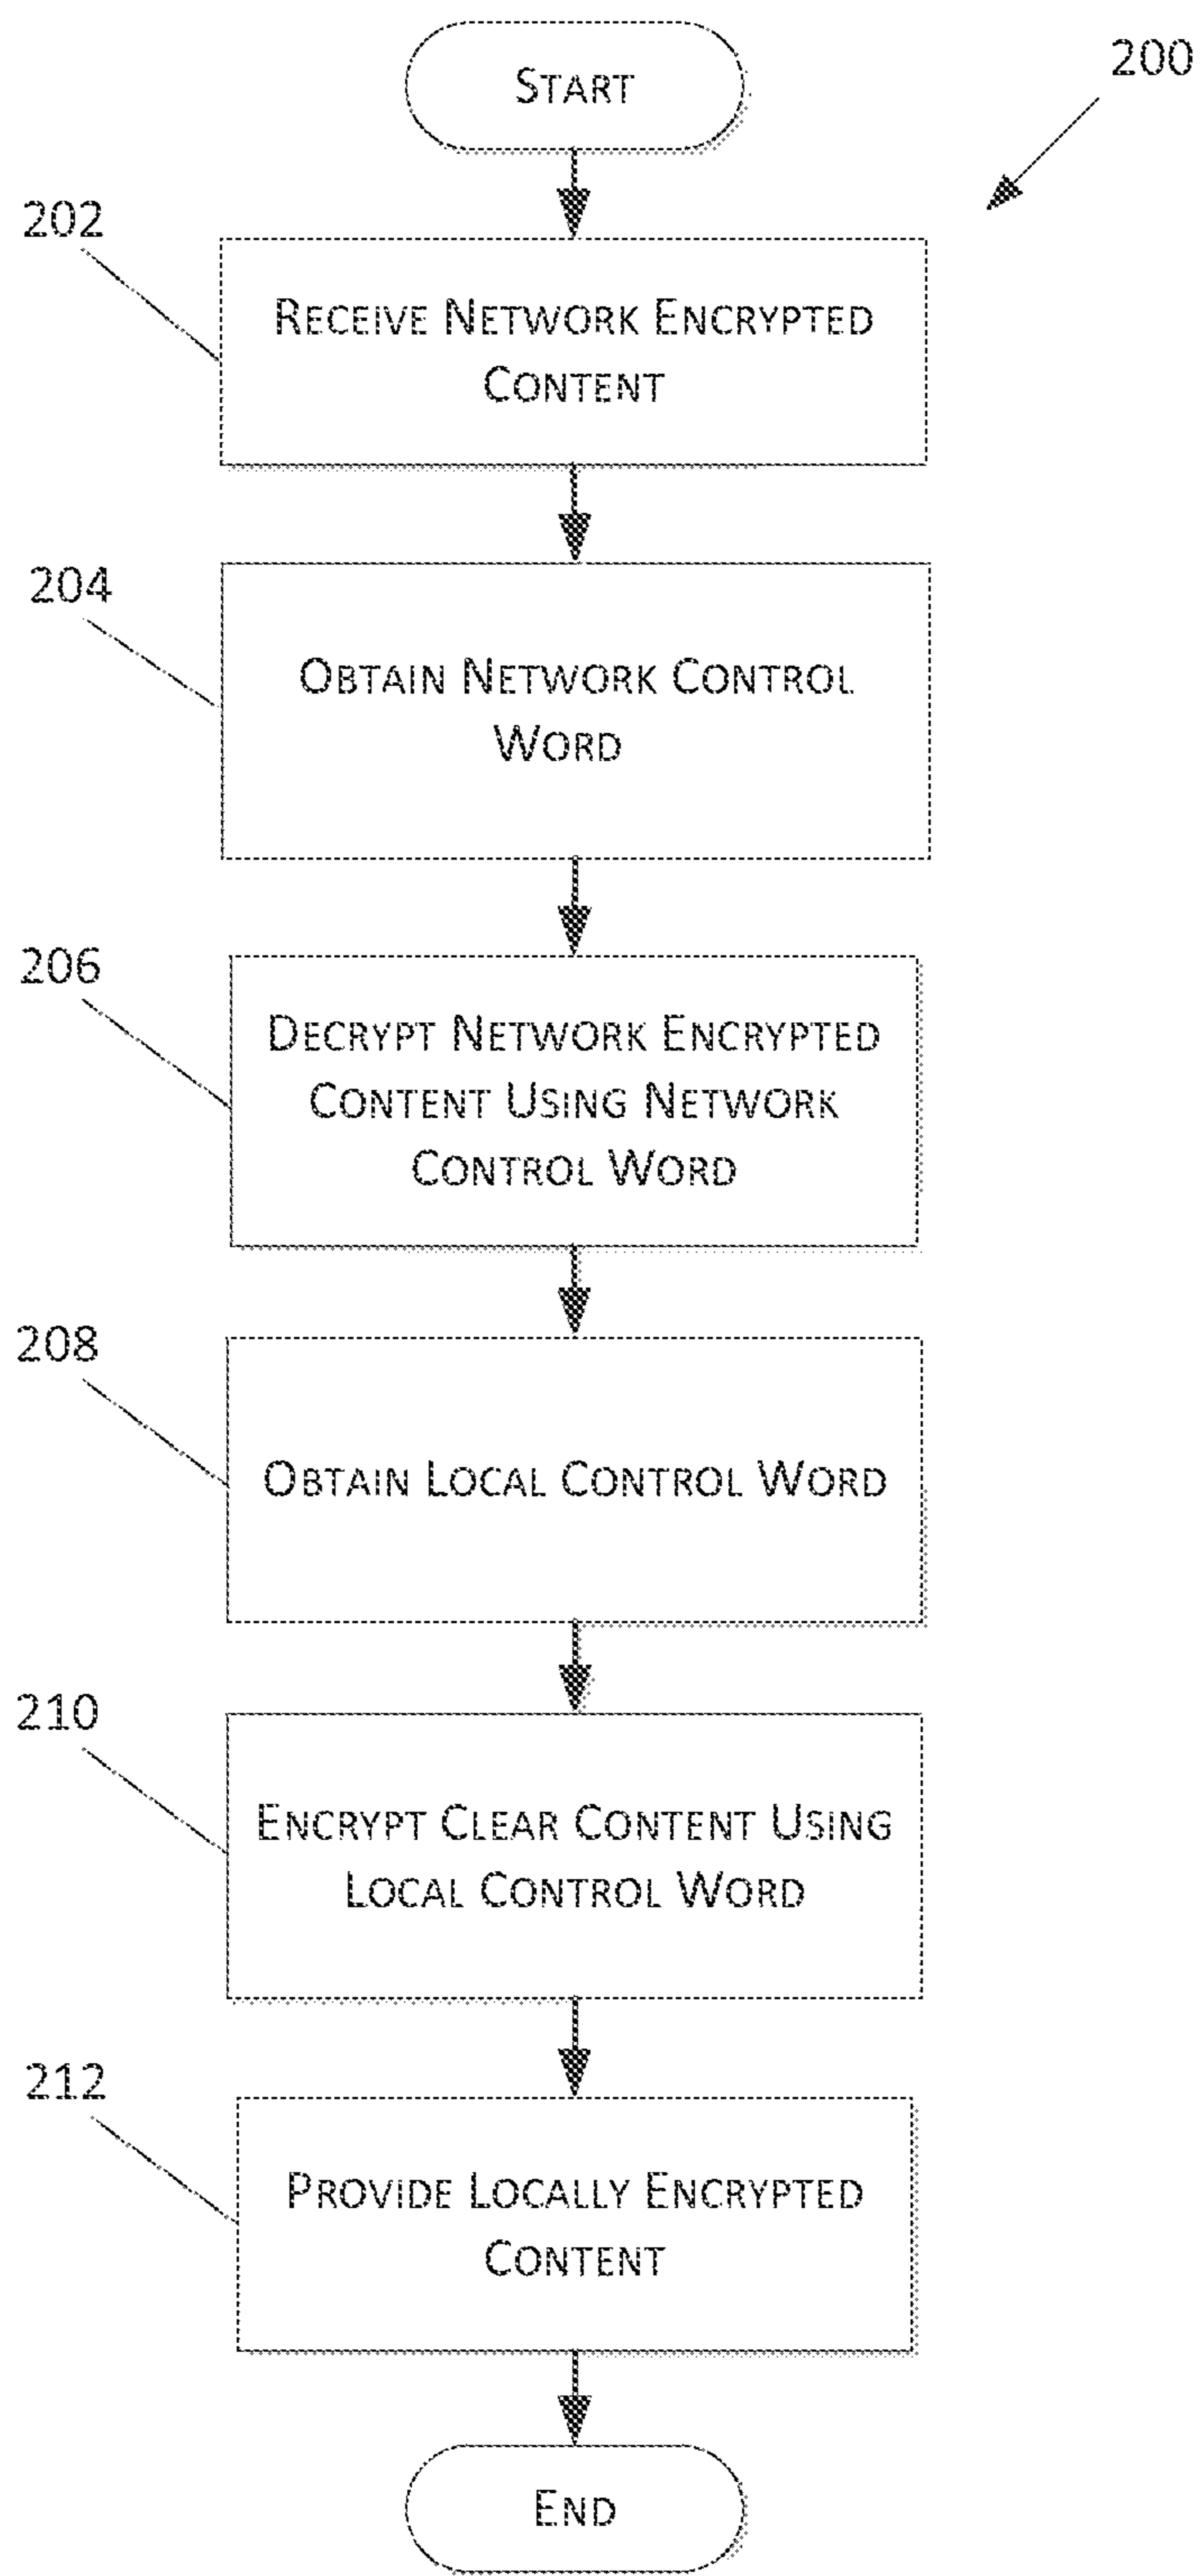 START
200
202
RECEIVE NETWORK ENCRYPTED
CONTENT
204
OBTAIN NETWORK CONTROL
WORD
206
DECRYPT NETWORK ENCRYPTED
CONTENT USING NETWORK
CONTROL WORD
208
OBTAIN LOCAL CONTROL WORD
210
ENCRYPT CLEAR CONTENT USING
LOCAL CONTROL WORD
212
PROVIDE LOCALLY ENCRYPTED
CONTENT
END